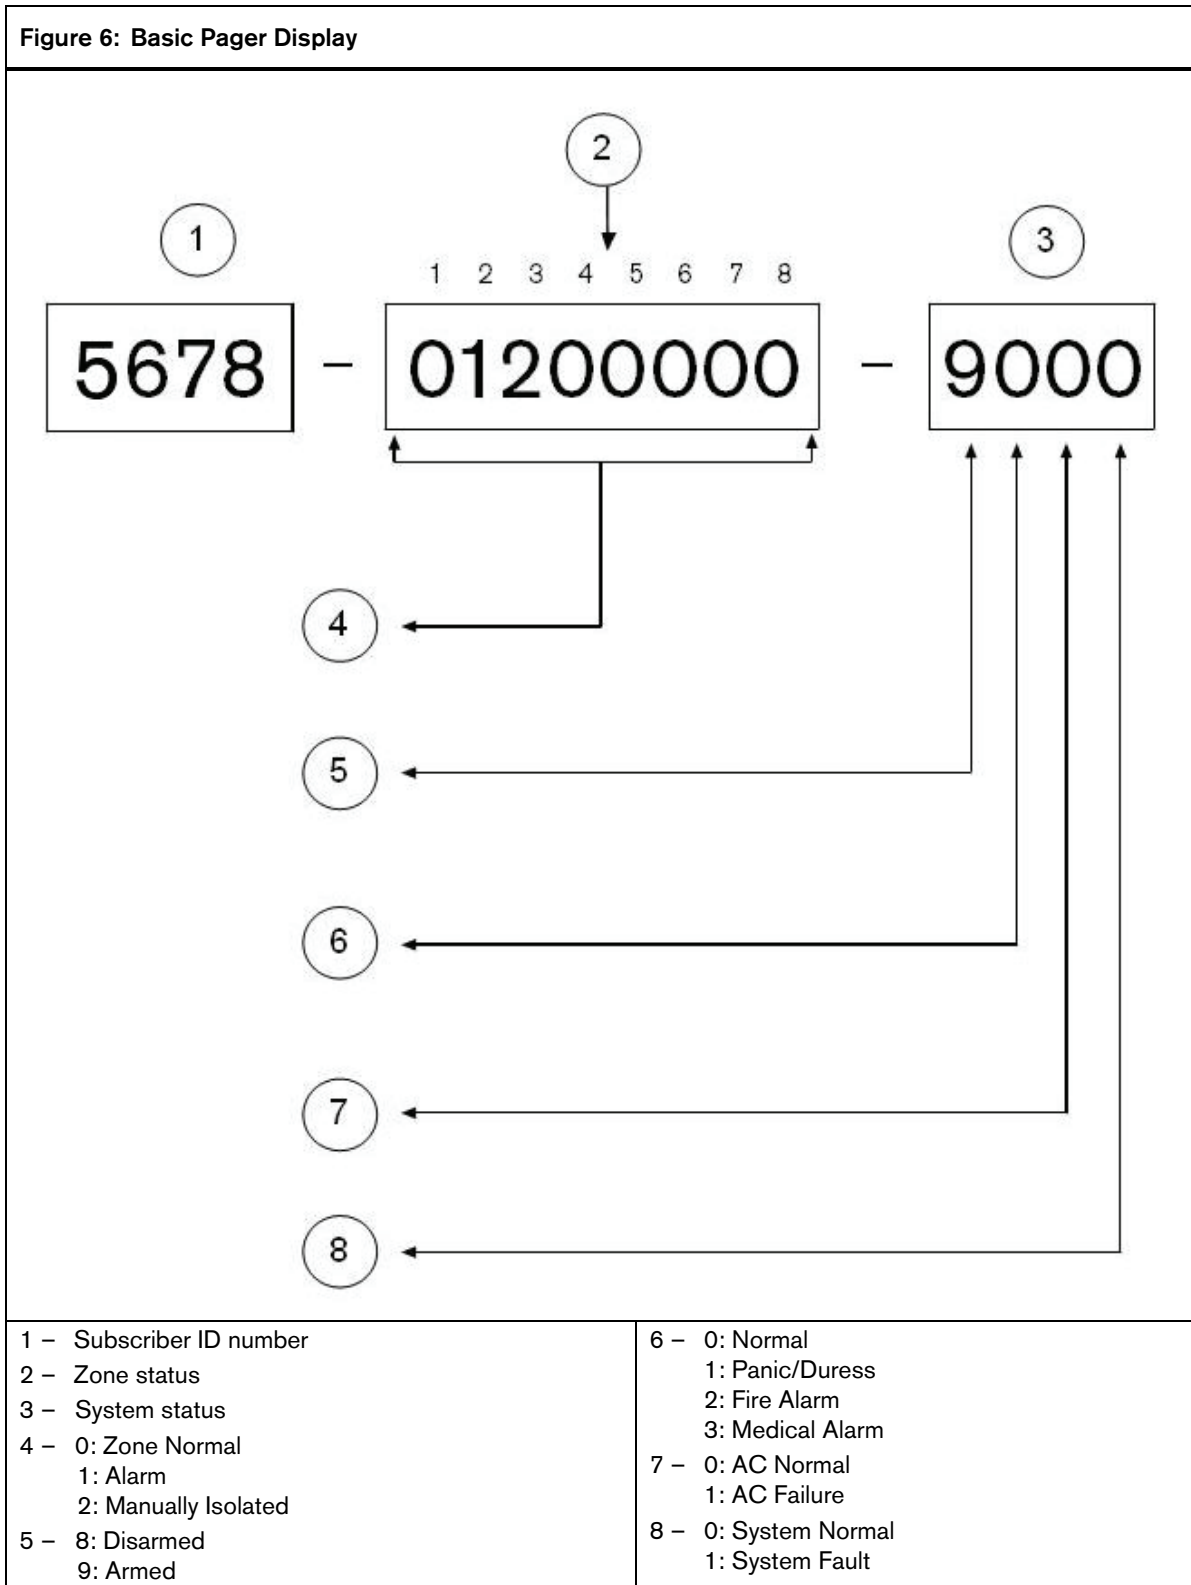 Figure 6: Basic Pager Display
2
1
3
1 2 3 4 5 6 7 8
5678 – 01200000 – 9000
4
5
6
7
8
1 – Subscriber ID number
2 – Zone status
3 – System status
4 – 0: Zone Normal
1: Alarm
2: Manually Isolated
5 – 8: Disarmed
9: Armed
6 – 0: Normal
1: Panic/Duress
2: Fire Alarm
3: Medical Alarm
7 – 0: AC Normal
1: AC Failure
8 – 0: System Normal
1: System Fault